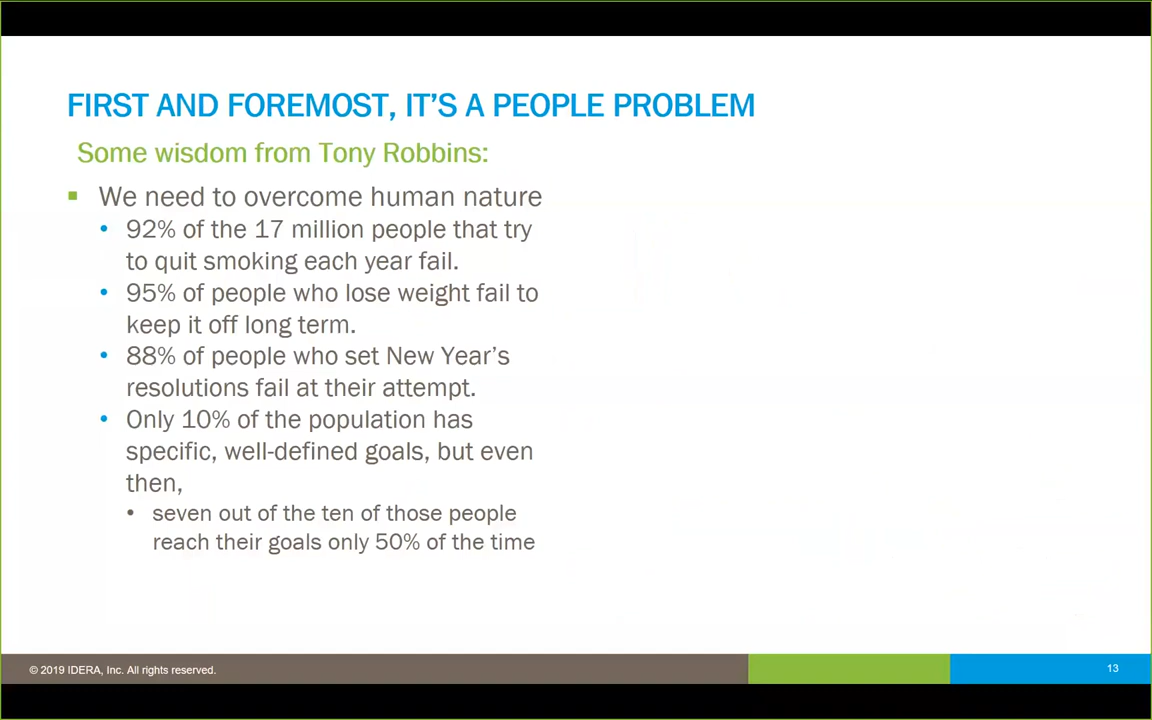 FIRST AND FOREMOST, IT'S A PEOPLE PROBLEM
Some wisdom from Tony Robbins:
▪ We need to overcome human nature
• 92% of the 17 million people that try
to quit smoking each year fail.
• 95% of people who lose weight fail to
keep it off long term.
• 88% of people who set New Year's
resolutions fail at their attempt.
• Only 10% of the population has
specific, well-defined goals, but even
then,
• seven out of the ten of those people
reach their goals only 50% of the time
© 2019 IDERA, Inc. All rights reserved.
13